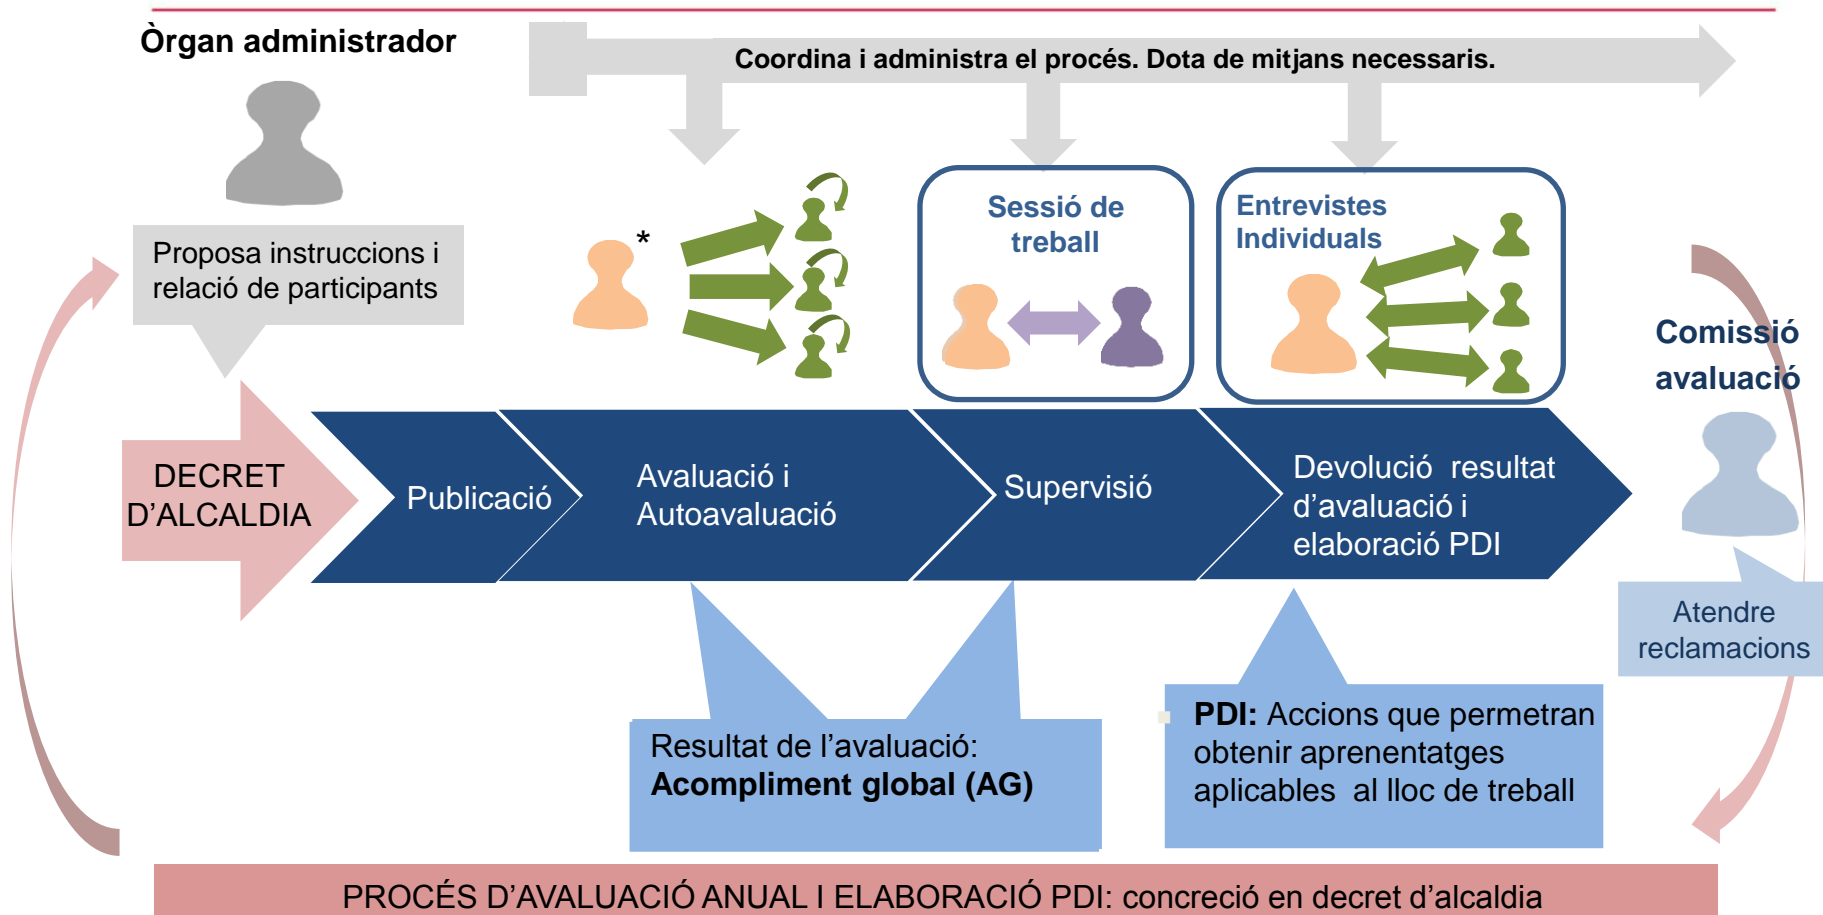 Òrgan administrador
Coordina i administra el procés. Dota de mitjans necessaris.
Proposa instruccions i
relació de participants
*
Sessió de
treball
Entrevistes
Individuals
Comissió
avaluació
DECRET
D’ALCALDIA
Publicació
Avaluació i
Autoavaluació
Supervisió
Devolució resultat
d’avaluació i
elaboració PDI
Atendre
reclamacions
Resultat de l’avaluació:
Acompliment global (AG)
PDI: Accions que permetran
obtenir aprenentatges
aplicables al lloc de treball
PROCÉS D’AVALUACIÓ ANUAL I ELABORACIÓ PDI: concreció en decret d’alcaldia